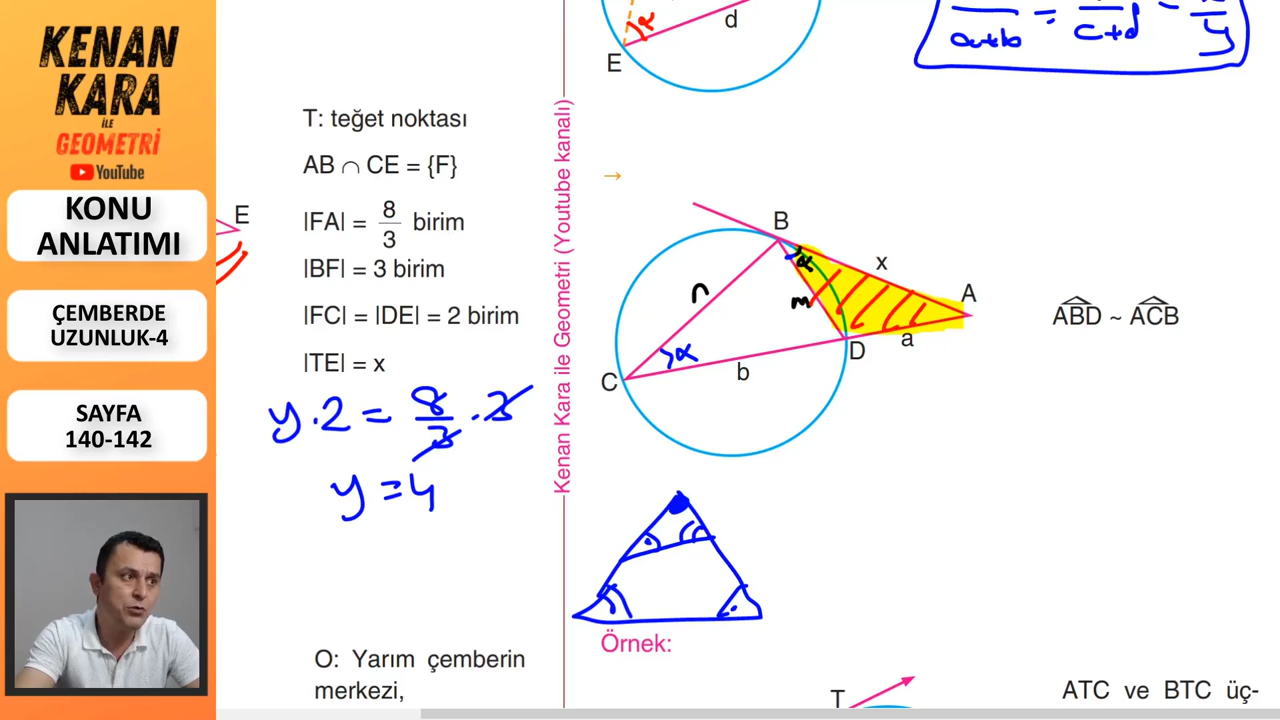 KENAN
KARA
İLE
GEOMETRİ
YouTube
KONU
ANLATIMI
ÇEMBERDE
UZUNLUK-4
SAYFA
140-142
E
T: teğet noktası
AB ∩ CE = {F}
|FA| = 8/3 birim
|BF| = 3 birim
|FC| = |DE| = 2 birim
|TE| = x
y.2 = 8/3 .3
y = 4
O: Yarım çemberin
merkezi,
Kenan Kara ile Geometri (Youtube kanalı)
α
d
E
a+b = c+d = y
→
B
x
A
α
n
m
D
a
α
b
C
ABD ~ ACB
Örnek:
T
ATC ve BTC üç-